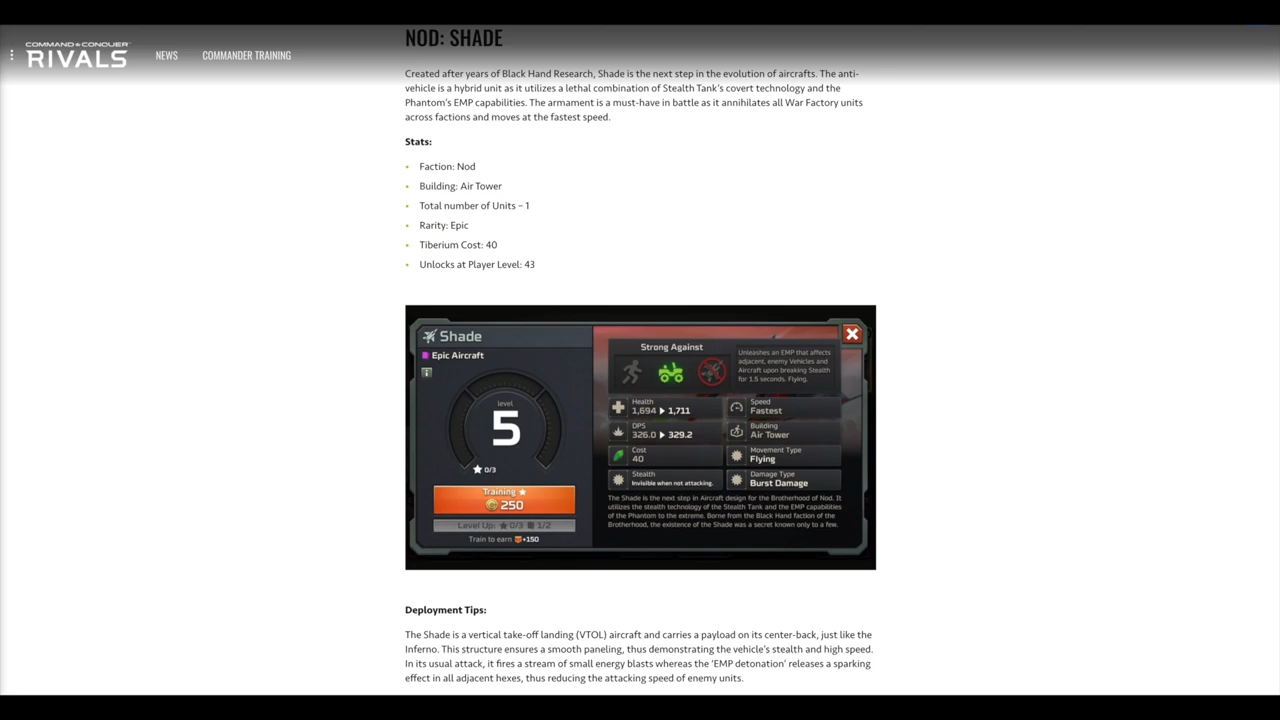 NOD: SHADE
COMMAND & CONQUER
RIVALS
NEWS
COMMANDER TRAINING
Created after years of Black Hand Research, Shade is the next step in the evolution of aircrafts. The anti-
vehicle is a hybrid unit as it utilizes a lethal combination of Stealth Tank's covert technology and the
Phantom's EMP capabilities. The armament is a must-have in battle as it annihilates all War Factory units
across factions and moves at the fastest speed.
Stats:
Faction: Nod
Building: Air Tower
Total number of Units – 1
Rarity: Epic
Tiberium Cost: 40
Unlocks at Player Level: 43
Shade
Epic Aircraft
level
5
0/3
Training
250
Level Up: 0/3 1/2
Train to earn +150
Strong Against
Unleashes an EMP that affects
adjacent, enemy Vehicles and
Aircraft upon breaking Stealth
for 1.5 seconds. Flying.
Health
1,694 1,711
Speed
Fastest
DPS
326.0 329.2
Building
Air Tower
Cost
40
Movement Type
Flying
Stealth
Invisible when not attacking.
Damage Type
Burst Damage
The Shade is the next step in Aircraft design for the Brotherhood of Nod. It
utilizes the stealth technology of the Stealth Tank and the EMP capabilities
of the Phantom to the extreme. Borne from the Black Hand faction of the
Brotherhood, the existence of the Shade was a secret known only to a few.
Deployment Tips:
The Shade is a vertical take-off landing (VTOL) aircraft and carries a payload on its center-back, just like the
Inferno. This structure ensures a smooth paneling, thus demonstrating the vehicle's stealth and high speed.
In its usual attack, it fires a stream of small energy blasts whereas the 'EMP detonation' releases a sparking
effect in all adjacent hexes, thus reducing the attacking speed of enemy units.